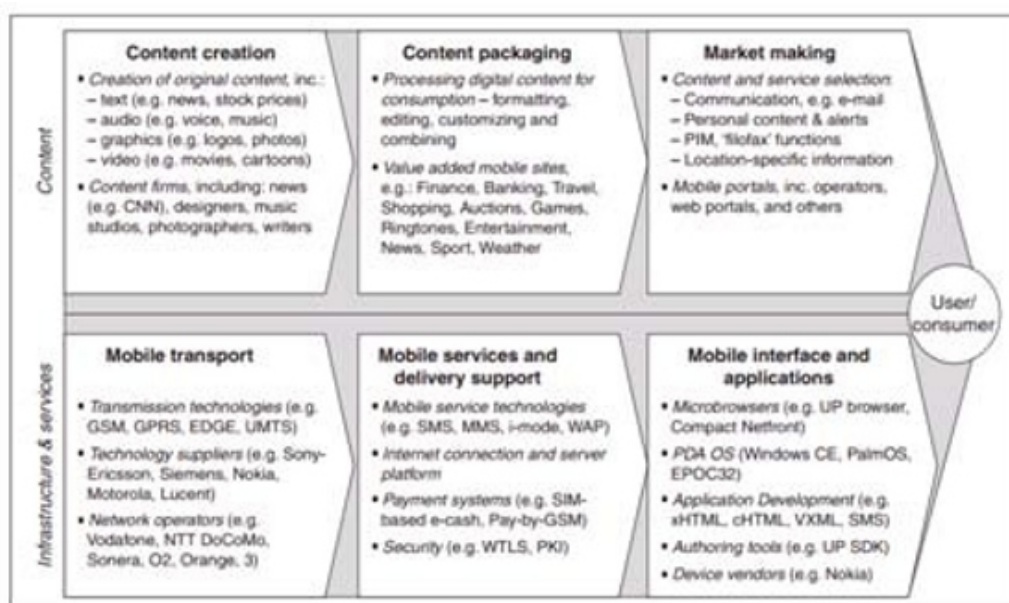 Content
Content creation
• Creation of original content, inc.:
– text (e.g. news, stock prices)
– audio (e.g. voice, music)
– graphics (e.g. logos, photos)
– video (e.g. movies, cartoons)
• Content firms, including: news
(e.g. CNN), designers, music
studios, photographers, writers
Content packaging
• Processing digital content for
consumption – formatting,
editing, customizing and
combining
• Value added mobile sites,
e.g.: Finance, Banking, Travel,
Shopping, Auctions, Games,
Ringtones, Entertainment,
News, Sport, Weather
Market making
• Content and service selection
– Communication, e.g. e-mail
– Personal content & alerts
– PIM, 'filofax' functions
– Location-specific information
• Mobile portals, inc. operators,
web portals, and others
User/
consumer
Infrastructure & services
Mobile transport
• Transmission technologies (e.g.
GSM, GPRS, EDGE, UMTS)
• Technology suppliers (e.g. Sony-
Ericsson, Siemens, Nokia,
Motorola, Lucent)
• Network operators (e.g.
Vodafone, NTT DoCoMo,
Sonera, O2, Orange, 3)
Mobile services and
delivery support
• Mobile service technologies
(e.g. SMS, MMS, i-mode, WAP)
• Internet connection and server
platform
• Payment systems (e.g. SIM-
based e-cash, Pay-by-GSM)
• Security (e.g. WTLS, PKI)
Mobile interface and
applications
• Microbrowsers (e.g. UP browser,
Compact Netfront)
• PDA OS (Windows CE, PalmOS,
EPOC32)
• Application Development (e.g.
xHTML, cHTML, VXML, SMS)
• Authoring tools (e.g. UP SDK)
• Device vendors (e.g. Nokia)